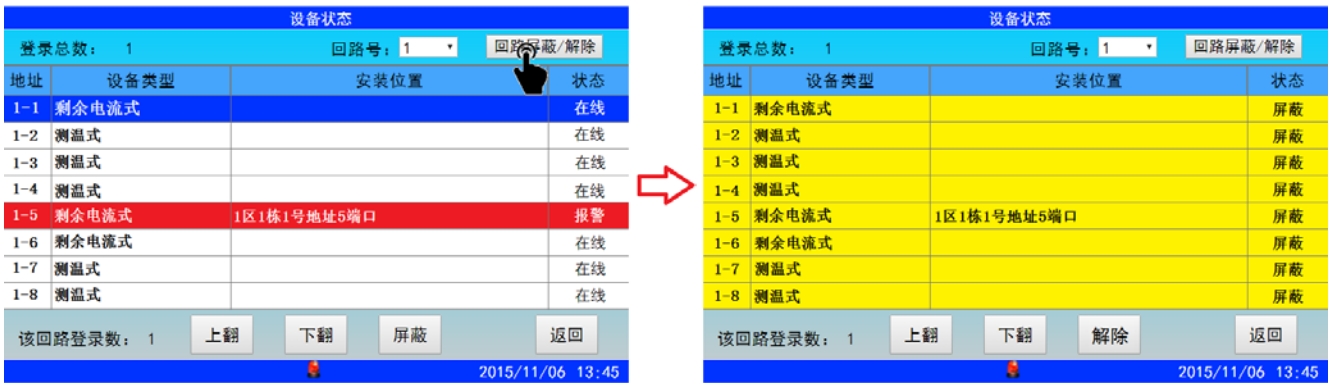 设备状态
登录总数： 1 回路号：1 回路屏蔽/解除
地址 设备类型 安装位置 状态
1-1 剩余电流式 在线
1-2 测温式 在线
1-3 测温式 在线
1-4 测温式 在线
1-5 剩余电流式 1区1栋1号地址5端口 报警
1-6 剩余电流式 在线
1-7 测温式 在线
1-8 测温式 在线
该回路登录数： 1 上翻 下翻 屏蔽 返回
2015/11/06 13:45
设备状态
登录总数： 1 回路号：1 回路屏蔽/解除
地址 设备类型 安装位置 状态
1-1 剩余电流式 屏蔽
1-2 测温式 屏蔽
1-3 测温式 屏蔽
1-4 测温式 屏蔽
1-5 剩余电流式 1区1栋1号地址5端口 屏蔽
1-6 剩余电流式 屏蔽
1-7 测温式 屏蔽
1-8 测温式 屏蔽
该回路登录数： 1 上翻 下翻 解除 返回
2015/11/06 13:45